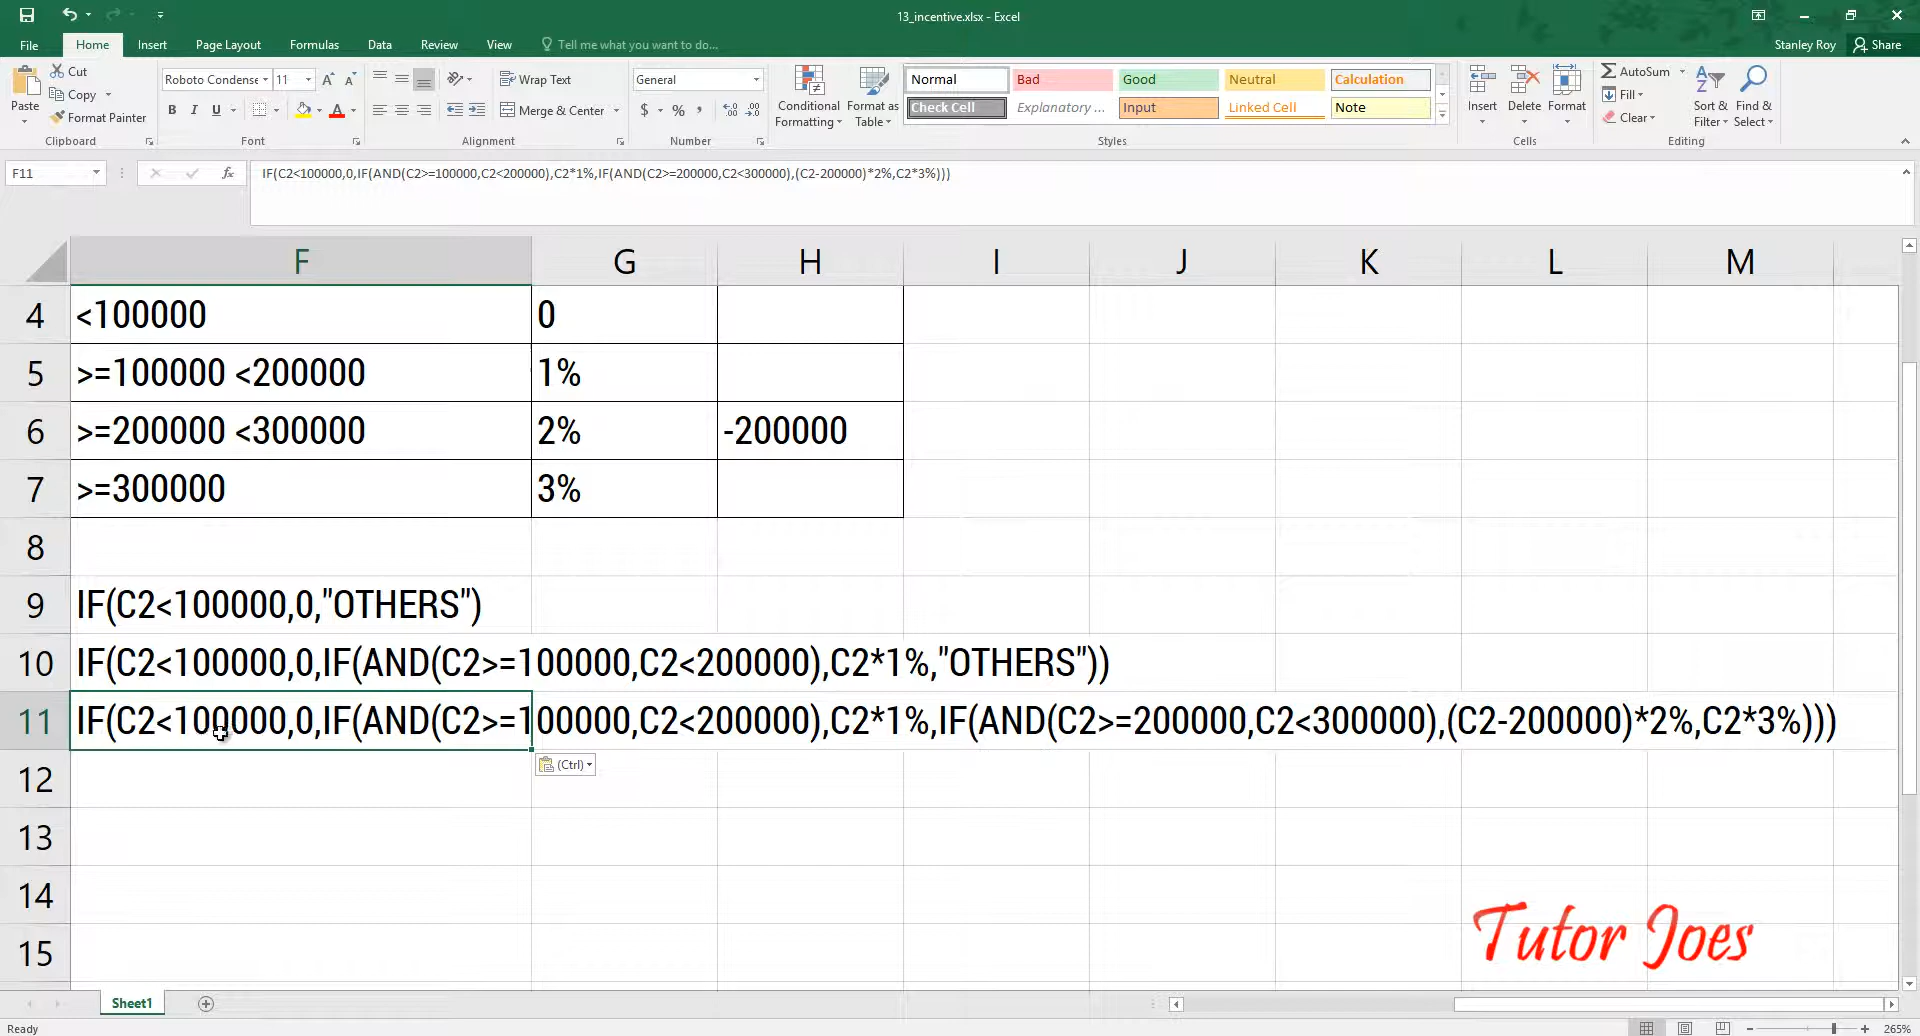 13_incentive.xlsx - Excel
File Home Insert Page Layout Formulas Data Review View Tell me what you want to do... Stanley Roy Share
Paste
Cut
Copy
Format Painter
Clipboard
Roboto Condense 11
B I U
Font
Wrap Text
Merge & Center
Alignment
General
$ % ,
Number
Conditional Formatting
Format as Table
Normal Bad Good Neutral Calculation
Check Cell Explanatory ... Input Linked Cell Note
Styles
Insert Delete Format
Cells
AutoSum
Fill
Clear
Sort & Filter
Find & Select
Editing
F11 fx IF(C2<100000,0,IF(AND(C2>=100000,C2<200000),C2*1%,IF(AND(C2>=200000,C2<300000),(C2-200000)*2%,C2*3%)))
F G H I J K L M
4 <100000 0
5 >=100000 <200000 1%
6 >=200000 <300000 2% -200000
7 >=300000 3%
8
9 IF(C2<100000,0,"OTHERS")
10 IF(C2<100000,0,IF(AND(C2>=100000,C2<200000),C2*1%,"OTHERS"))
11 IF(C2<100000,0,IF(AND(C2>=100000,C2<200000),C2*1%,IF(AND(C2>=200000,C2<300000),(C2-200000)*2%,C2*3%)))
(Ctrl)
12
13
14
15
Tutor Joes
Sheet1
Ready 265%